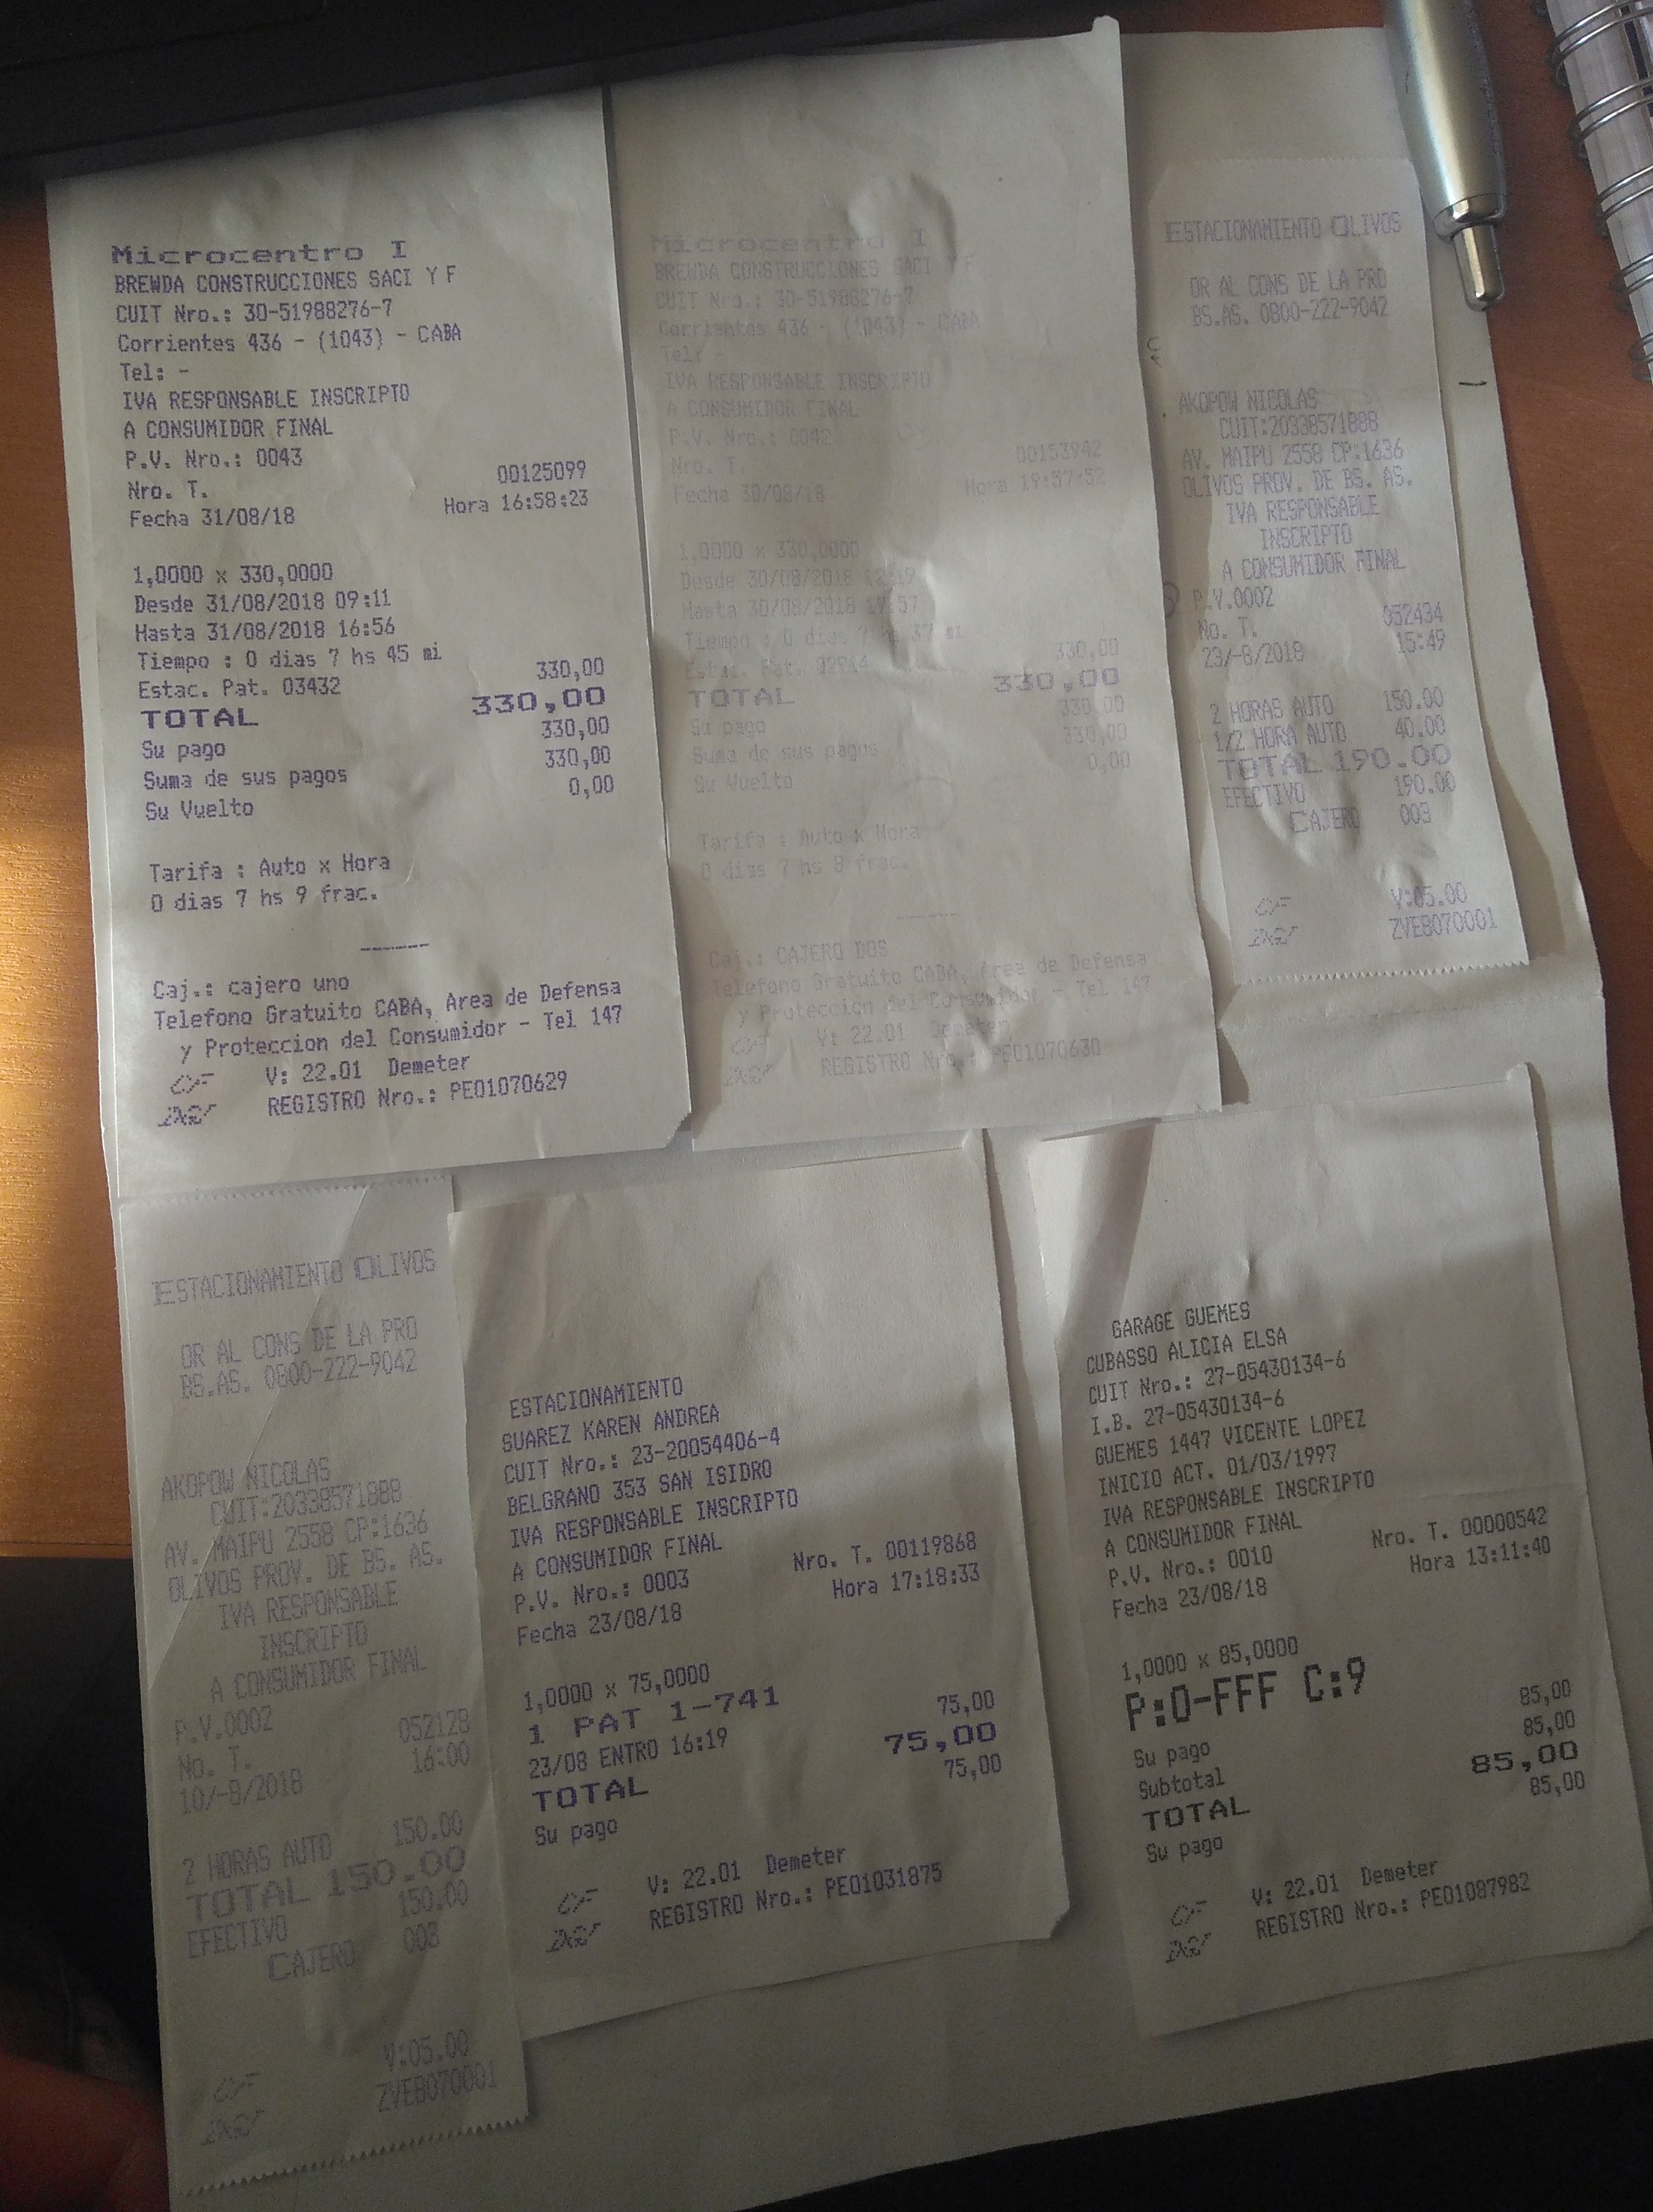 Microcentro I
BREWDA CONSTRUCCIONES SACI Y F
CUIT Nro.: 30-51988276-7
Corrientes 436 - (1043) - CABA
Tel: -
IVA RESPONSABLE INSCRIPTO
A CONSUMIDOR FINAL
P.V. Nro.: 0043
Nro. T. 00125099
Fecha 31/08/18 Hora 16:58:23
1,0000 x 330,0000
Desde 31/08/2018 09:11
Hasta 31/08/2018 16:56
Tiempo : 0 dias 7 hs 45 mi
Estac. Pat. 03432 330,00
TOTAL 330,00
Su pago 330,00
Suma de sus pagos 330,00
Su Vuelto 0,00
Tarifa : Auto x Hora
0 dias 7 hs 9 frac.
------
Caj.: cajero uno
Telefono Gratuito CABA, Area de Defensa
y Proteccion del Consumidor - Tel 147
CF V: 22.01 Demeter
REGISTRO Nro.: PEO1070629
Microcentro I
BREWDA CONSTRUCCIONES SACI Y F
CUIT Nro.: 30-51988276-7
Corrientes 436 - (1043) - CABA
Tel: -
IVA RESPONSABLE INSCRIPTO
A CONSUMIDOR FINAL
P.V. Nro.: 0042
Nro. T. 00153942
Fecha 30/08/18 Hora 19:57:52
1,0000 x 330,0000
Desde 30/08/2018 12:19
Hasta 30/08/2018 19:57
Tiempo : 0 dias 7 hs 37 mi
Estac. Pat. 330,00
TOTAL 330,00
Su pago 330,00
Suma de sus pagos 330,00
Su Vuelto 0,00
Tarifa : Auto x Hora
0 dias 7 hs 8 frac.
------
Caj.: CAJERO DOS
Telefono Gratuito CABA, Area de Defensa
y Proteccion del Consumidor - Tel 147
CF V: 22.01 Demeter
REGISTRO Nro.: PEO1070630
ESTACIONAMIENTO OLIVOS
OR AL CONS DE LA PRO
BS.AS. 0800-222-9042
AKOPOW NICOLAS
CUIT:20338571888
AV. MAIPU 2558 CP:1636
OLIVOS PROV. DE BS. AS.
IVA RESPONSABLE
INSCRIPTO
A CONSUMIDOR FINAL
P.V.0002
No. T. 052434
23/-8/2018 15:49
2 HORAS AUTO 150.00
1/2 HORA AUTO 40.00
TOTAL 190.00
EFECTIVO 190.00
CAJERO 003
CF V:05.00
ZVEB070001
ESTACIONAMIENTO OLIVOS
OR AL CONS DE LA PRO
BS.AS. 0800-222-9042
AKOPOW NICOLAS
CUIT:20338571888
AV. MAIPU 2558 CP:1636
OLIVOS PROV. DE BS. AS.
IVA RESPONSABLE
INSCRIPTO
A CONSUMIDOR FINAL
P.V.0002
No. T. 052128
10/-8/2018 16:00
2 HORAS AUTO 150.00
TOTAL 150.00
EFECTIVO 150.00
CAJERO 003
CF V:05.00
ZVEB070001
ESTACIONAMIENTO
SUAREZ KAREN ANDREA
CUIT Nro.: 23-20054406-4
BELGRANO 353 SAN ISIDRO
IVA RESPONSABLE INSCRIPTO
A CONSUMIDOR FINAL
P.V. Nro.: 0003 Nro. T. 00119868
Fecha 23/08/18 Hora 17:18:33
1,0000 x 75,0000
1 PAT 1-741
23/08 ENTRO 16:19 75,00
TOTAL 75,00
Su pago 75,00
CF V: 22.01 Demeter
REGISTRO Nro.: PEO1031875
GARAGE GUEMES
CUBASSO ALICIA ELSA
CUIT Nro.: 27-05430134-6
I.B. 27-05430134-6
GUEMES 1447 VICENTE LOPEZ
INICIO ACT. 01/03/1997
IVA RESPONSABLE INSCRIPTO
A CONSUMIDOR FINAL
P.V. Nro.: 0010 Nro. T. 00000542
Fecha 23/08/18 Hora 13:11:40
1,0000 x 85,0000
P:O-FFF C:9 85,00
Su pago 85,00
Subtotal
TOTAL 85,00
Su pago 85,00
CF V: 22.01 Demeter
REGISTRO Nro.: PEO1087982